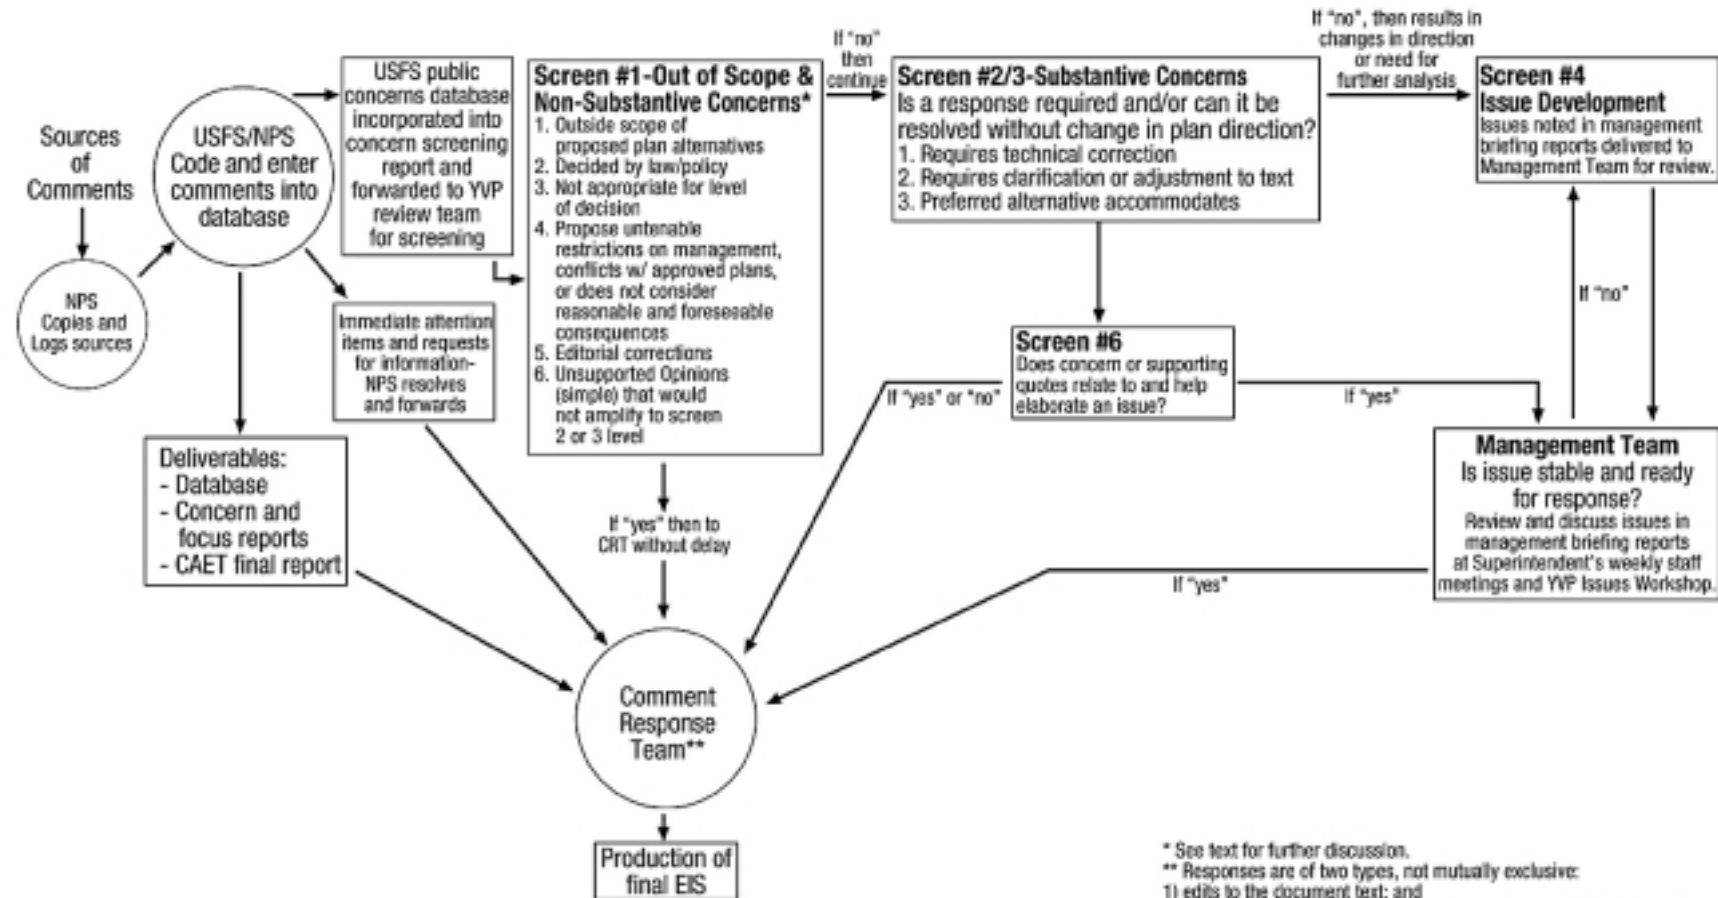 Sources
of
Comments
NPS
Copies and
Logs sources
USFS/NPS
Code and enter
comments into
database
USFS public
concerns database
incorporated into
concern screening
report and
forwarded to YVP
review team
for screening
Immediate attention
items and requests
for information-
NPS resolves
and forwards
Deliverables:
- Database
- Concern and
focus reports
- CAET final report
Screen #1-Out of Scope &
Non-Substantive Concerns*
1. Outside scope of
proposed plan alternatives
2. Decided by law/policy
3. Not appropriate for level
of decision
4. Propose untenable
restrictions on management,
conflicts w/ approved plans,
or does not consider
reasonable and foreseeable
consequences
5. Editorial corrections
6. Unsupported Opinions
(simple) that would
not amplify to screen
2 or 3 level
If "yes" then to
CRT without delay
If "no"
then
continue
Screen #2/3-Substantive Concerns
Is a response required and/or can it be
resolved without change in plan direction?
1. Requires technical correction
2. Requires clarification or adjustment to text
3. Preferred alternative accommodates
If "no", then results in
changes in direction
or need for
further analysis
Screen #4
Issue Development
Issues noted in management
briefing reports delivered to
Management Team for review.
If "no"
Screen #6
Does concern or supporting
quotes relate to and help
elaborate an issue?
If "yes" or "no"
If "yes"
Management Team
Is issue stable and ready
for response?
Review and discuss issues in
management briefing reports
at Superintendent's weekly staff
meetings and YVP Issues Workshop.
If "yes"
Comment
Response
Team**
Production of
final EIS
* See text for further discussion.
** Responses are of two types, not mutually exclusive:
1) edits to the document text; and